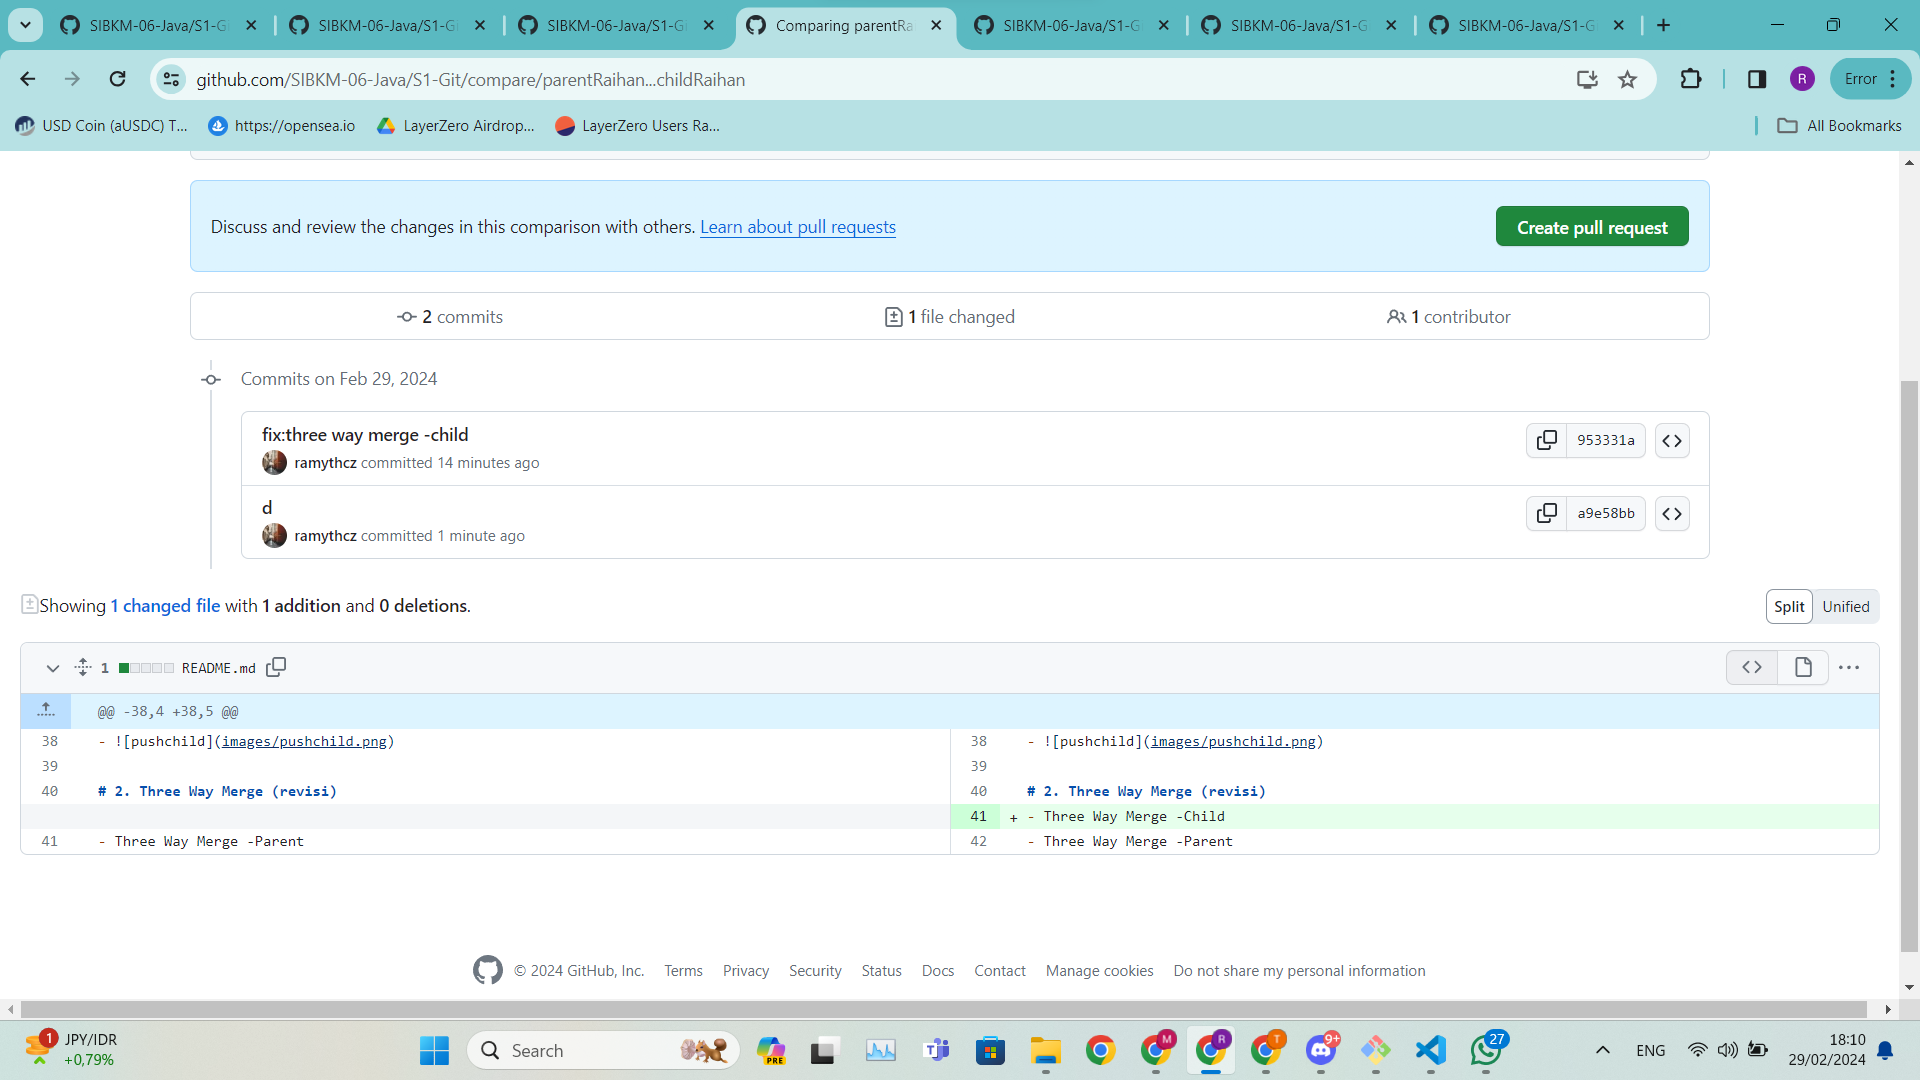 SIBKM-06-Java/S1-Gi
SIBKM-06-Java/S1-Gi
SIBKM-06-Java/S1-Gi
Comparing parentRa
SIBKM-06-Java/S1-G
SIBKM-06-Java/S1-G
SIBKM-06-Java/S1-G
github.com/SIBKM-06-Java/S1-Git/compare/parentRaihan...childRaihan
R
Error
USD Coin (aUSDC) T...
https://opensea.io
LayerZero Airdrop...
LayerZero Users Ra...
All Bookmarks
Discuss and review the changes in this comparison with others. Learn about pull requests
Create pull request
2 commits
1 file changed
1 contributor
Commits on Feb 29, 2024
fix:three way merge -child
953331a
ramythcz committed 14 minutes ago
d
a9e58bb
ramythcz committed 1 minute ago
Showing 1 changed file with 1 addition and 0 deletions.
Split Unified
1 README.md
@@ -38,4 +38,5 @@
38 - ![pushchild](images/pushchild.png) 38 - ![pushchild](images/pushchild.png)
39 39
40 # 2. Three Way Merge (revisi) 40 # 2. Three Way Merge (revisi)
41 + - Three Way Merge -Child
41 - Three Way Merge -Parent 42 - Three Way Merge -Parent
© 2024 GitHub, Inc. Terms Privacy Security Status Docs Contact Manage cookies Do not share my personal information
1
JPY/IDR
+0,79%
Search
PRE
M
R
T
9+
27
ENG
18:10
29/02/2024